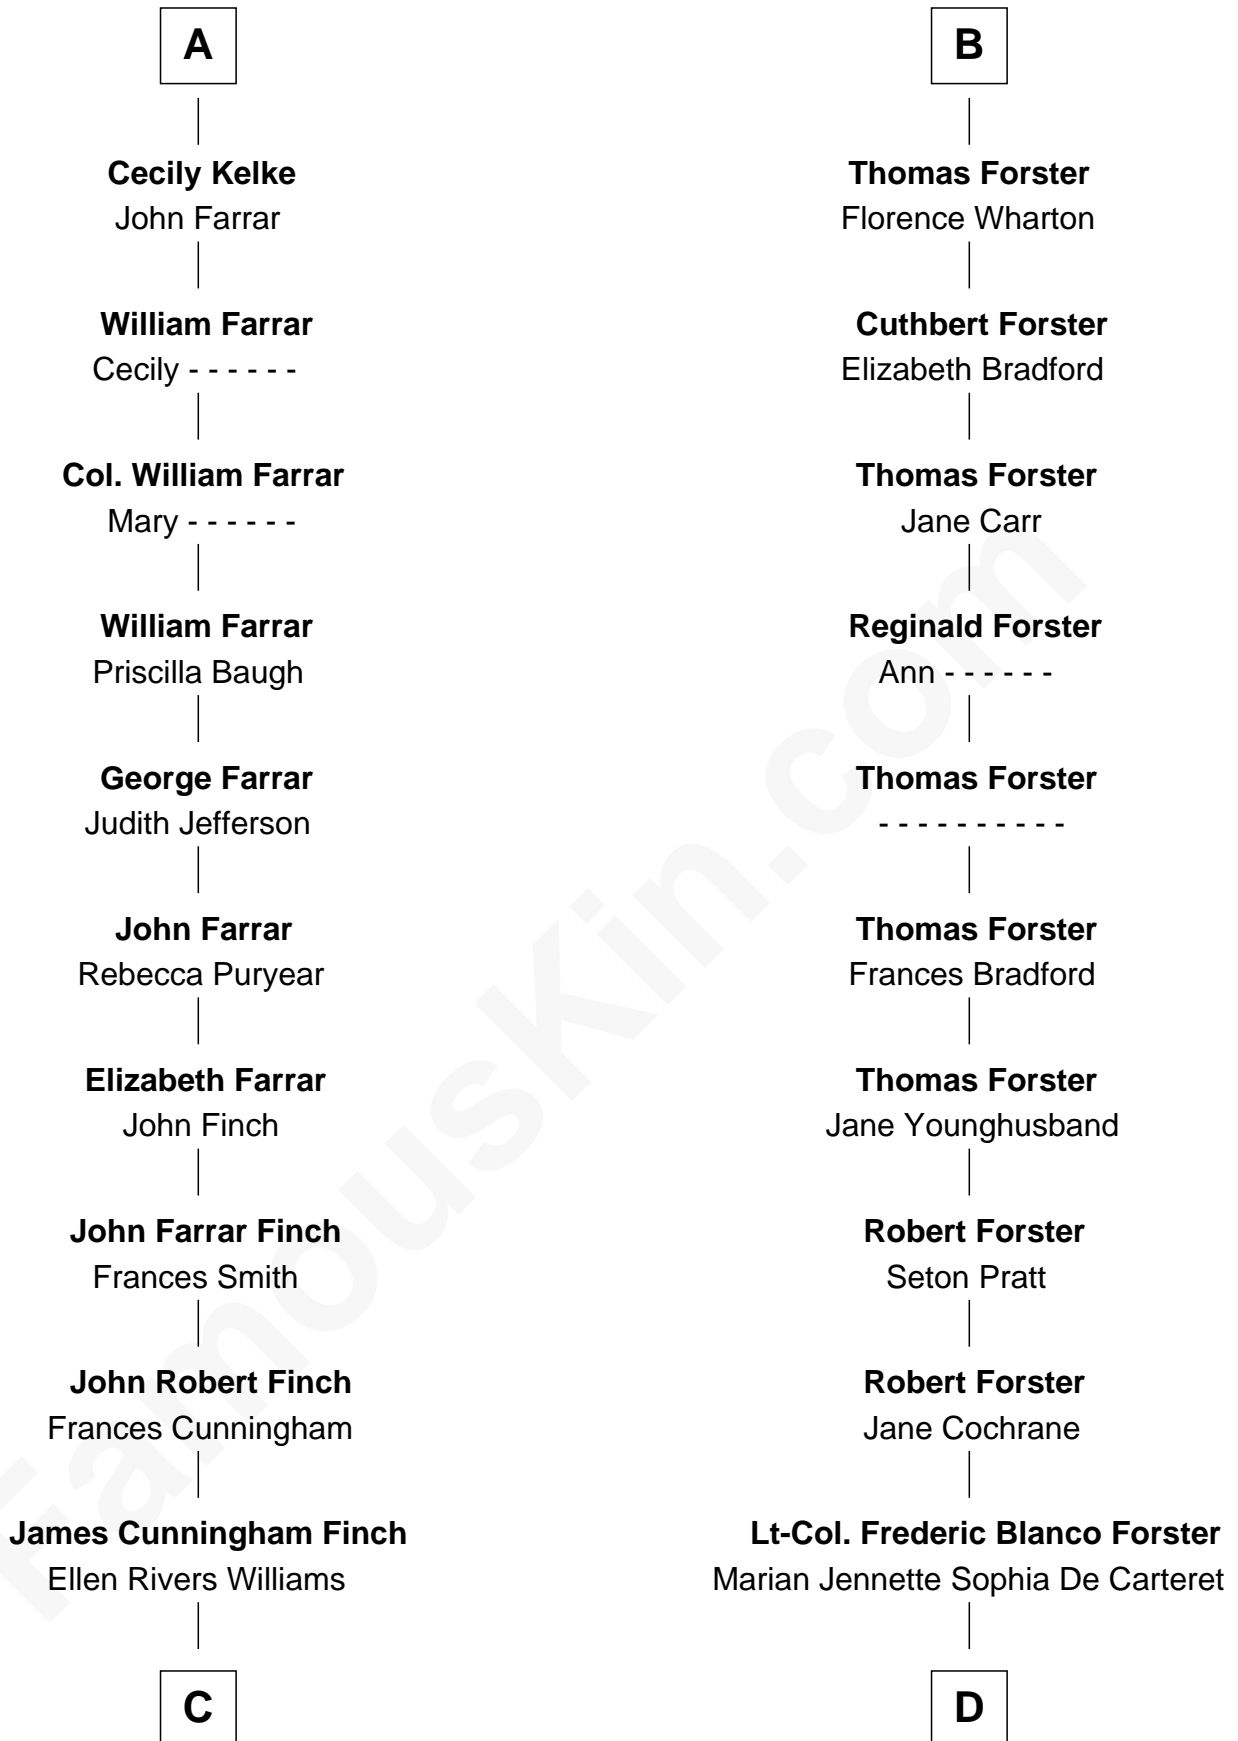 A
Cecily Kelke
John Farrar
William Farrar
Cecily - - - - - -
Col. William Farrar
Mary - - - - - -
William Farrar
Priscilla Baugh
George Farrar
Judith Jefferson
John Farrar
Rebecca Puryear
Elizabeth Farrar
John Finch
John Farrar Finch
Frances Smith
John Robert Finch
Frances Cunningham
James Cunningham Finch
Ellen Rivers Williams
C
B
Thomas Forster
Florence Wharton
Cuthbert Forster
Elizabeth Bradford
Thomas Forster
Jane Carr
Reginald Forster
Ann - - - - - -
Thomas Forster
- - - - - - - - - -
Thomas Forster
Frances Bradford
Thomas Forster
Jane Younghusband
Robert Forster
Seton Pratt
Robert Forster
Jane Cochrane
Lt-Col. Frederic Blanco Forster
Marian Jennette Sophia De Carteret
D
FamousKin.com